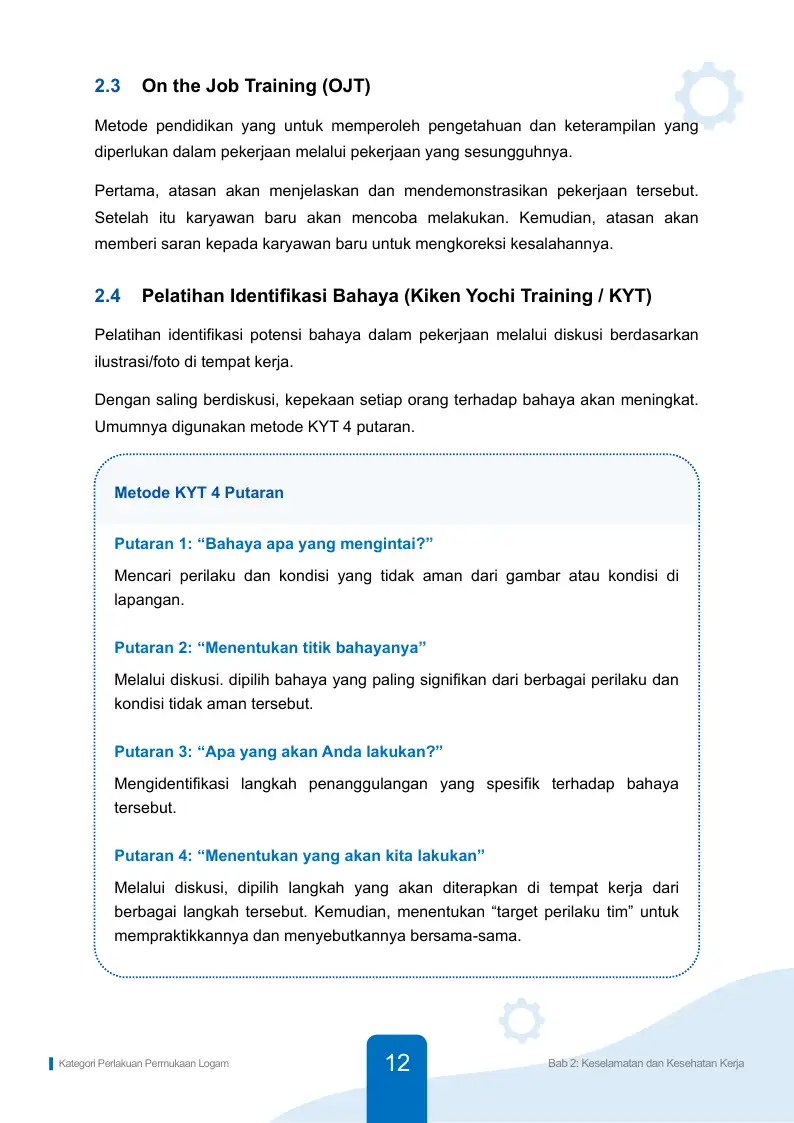 2.3 On the Job Training (OJT)
Metode pendidikan yang untuk memperoleh pengetahuan dan keterampilan yang
diperlukan dalam pekerjaan melalui pekerjaan yang sesungguhnya.
Pertama, atasan akan menjelaskan dan mendemonstrasikan pekerjaan tersebut.
Setelah itu karyawan baru akan mencoba melakukan. Kemudian, atasan akan
memberi saran kepada karyawan baru untuk mengkoreksi kesalahannya.
2.4 Pelatihan Identifikasi Bahaya (Kiken Yochi Training / KYT)
Pelatihan identifikasi potensi bahaya dalam pekerjaan melalui diskusi berdasarkan
ilustrasi/foto di tempat kerja.
Dengan saling berdiskusi, kepekaan setiap orang terhadap bahaya akan meningkat.
Umumnya digunakan metode KYT 4 putaran.
Metode KYT 4 Putaran
Putaran 1: “Bahaya apa yang mengintai?”
Mencari perilaku dan kondisi yang tidak aman dari gambar atau kondisi di
lapangan.
Putaran 2: “Menentukan titik bahayanya”
Melalui diskusi. dipilih bahaya yang paling signifikan dari berbagai perilaku dan
kondisi tidak aman tersebut.
Putaran 3: “Apa yang akan Anda lakukan?”
Mengidentifikasi langkah penanggulangan yang spesifik terhadap bahaya
tersebut.
Putaran 4: “Menentukan yang akan kita lakukan”
Melalui diskusi, dipilih langkah yang akan diterapkan di tempat kerja dari
berbagai langkah tersebut. Kemudian, menentukan “target perilaku tim” untuk
mempraktikkannya dan menyebutkannya bersama-sama.
Kategori Perlakuan Permukaan Logam
12
Bab 2: Keselamatan dan Kesehatan Kerja